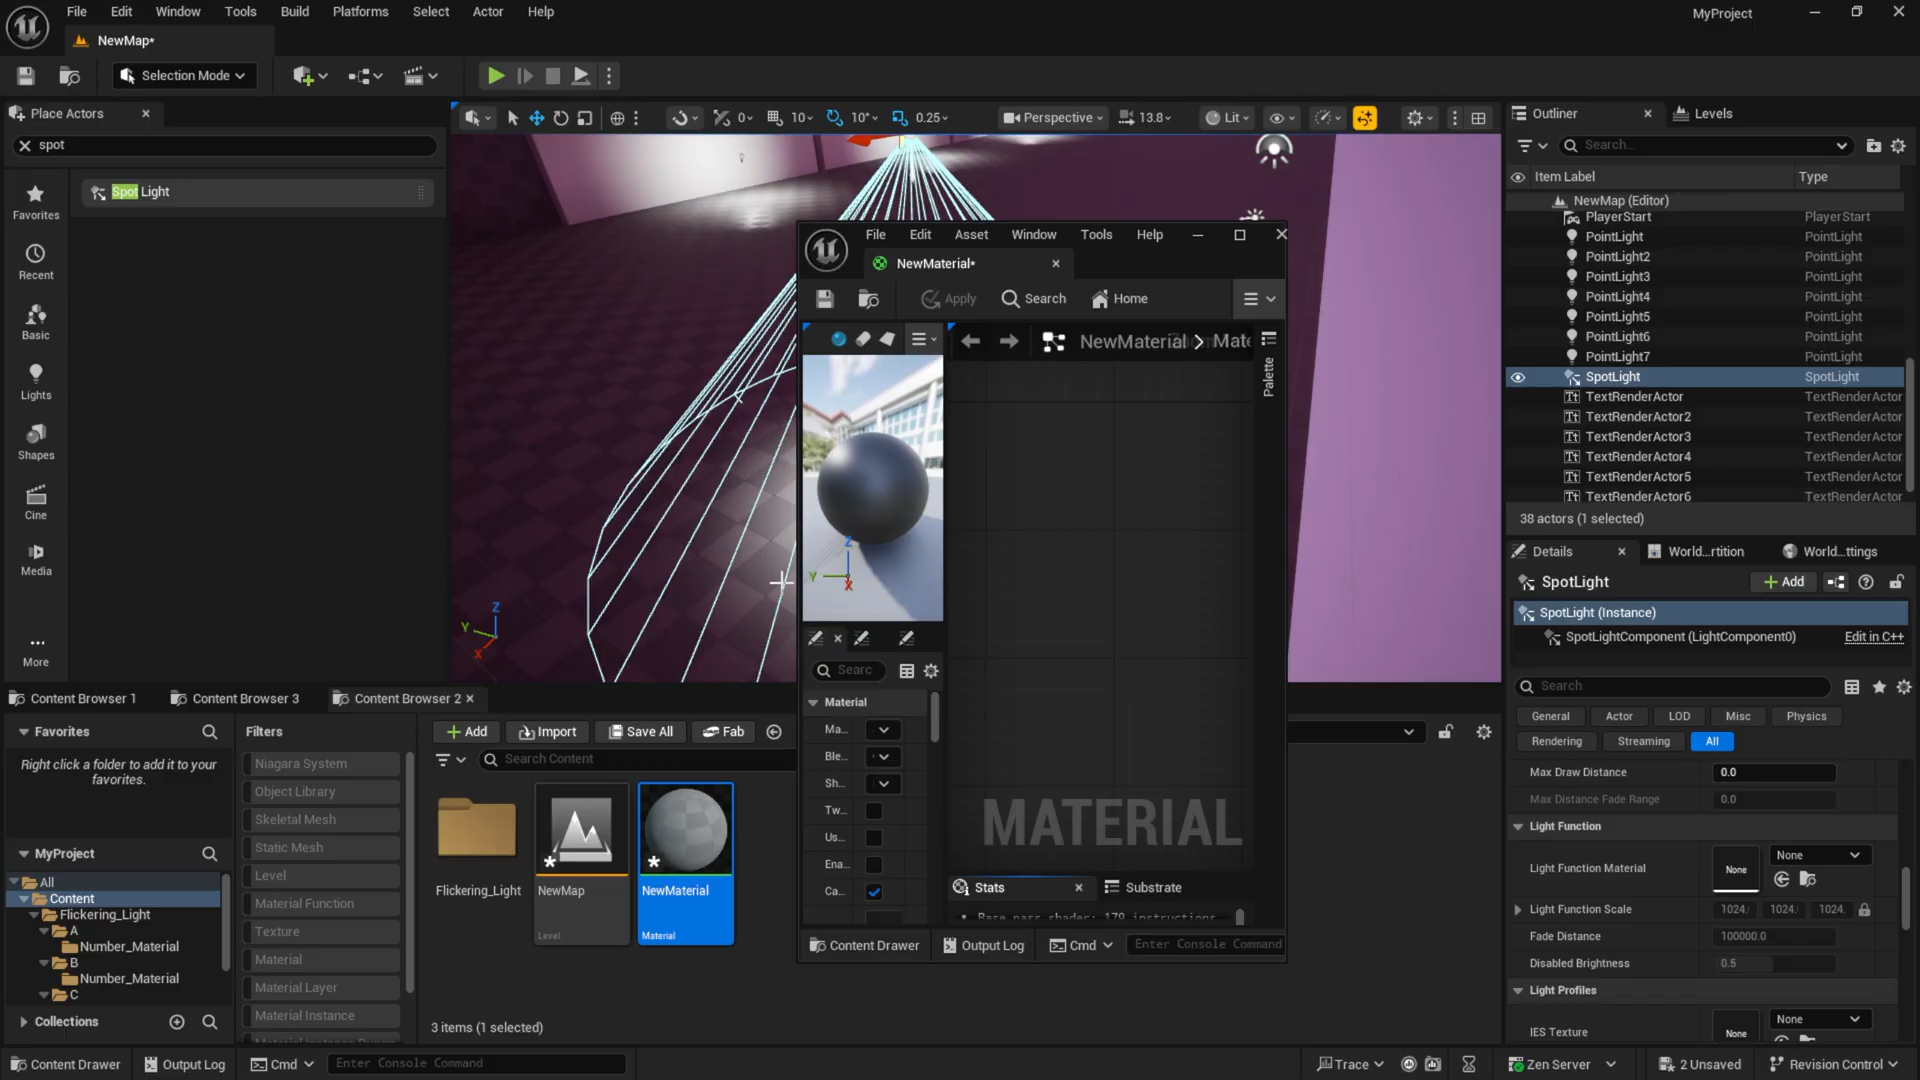 File Edit Window Tools Build Platforms Select Actor Help
MyProject
NewMap*
Selection Mode
Place Actors
spot
Spot Light
Favorites
Recent
Basic
Lights
Shapes
Cine
Media
More
0 10 10° 0.25
Perspective 13.8 Lit
Outliner Levels
Search...
Item Label Type
NewMap (Editor)
PlayerStart PlayerStart
PointLight PointLight
PointLight2 PointLight
PointLight3 PointLight
PointLight4 PointLight
PointLight5 PointLight
PointLight6 PointLight
PointLight7 PointLight
SpotLight SpotLight
TextRenderActor TextRenderActor
TextRenderActor2 TextRenderActor
TextRenderActor3 TextRenderActor
TextRenderActor4 TextRenderActor
TextRenderActor5 TextRenderActor
TextRenderActor6 TextRenderActor
38 actors (1 selected)
File Edit Asset Window Tools Help
NewMaterial*
Apply Search Home
NewMaterial > Mate
Palette
Z
Y
X
Searc
Material
Ma...
Ble...
Sh...
Tw...
Us...
Ena...
Ca...
MATERIAL
Stats Substrate
Base pass shader: 179 instructions
Content Drawer Output Log Cmd Enter Console Command
Z
Y
X
Details World...rtition World...ttings
SpotLight Add
SpotLight (Instance)
SpotLightComponent (LightComponent0) Edit in C++
Search
General Actor LOD Misc Physics
Rendering Streaming All
Max Draw Distance 0.0
Max Distance Fade Range 0.0
Light Function
Light Function Material None None
Light Function Scale 1024. 1024. 1024.
Fade Distance 100000.0
Disabled Brightness 0.5
Light Profiles
IES Texture None None
Content Browser 1 Content Browser 3 Content Browser 2
Favorites
Right click a folder to add it to your
favorites.
MyProject
All
Content
Flickering_Light
A
Number_Material
B
Number_Material
C
Collections
Filters
Niagara System
Object Library
Skeletal Mesh
Static Mesh
Level
Material Function
Texture
Material
Material Layer
Material Instance
Add Import Save All Fab
Search Content
Flickering_Light
NewMap
Level
NewMaterial
Material
3 items (1 selected)
Content Drawer Output Log Cmd Enter Console Command
Trace Zen Server 2 Unsaved Revision Control